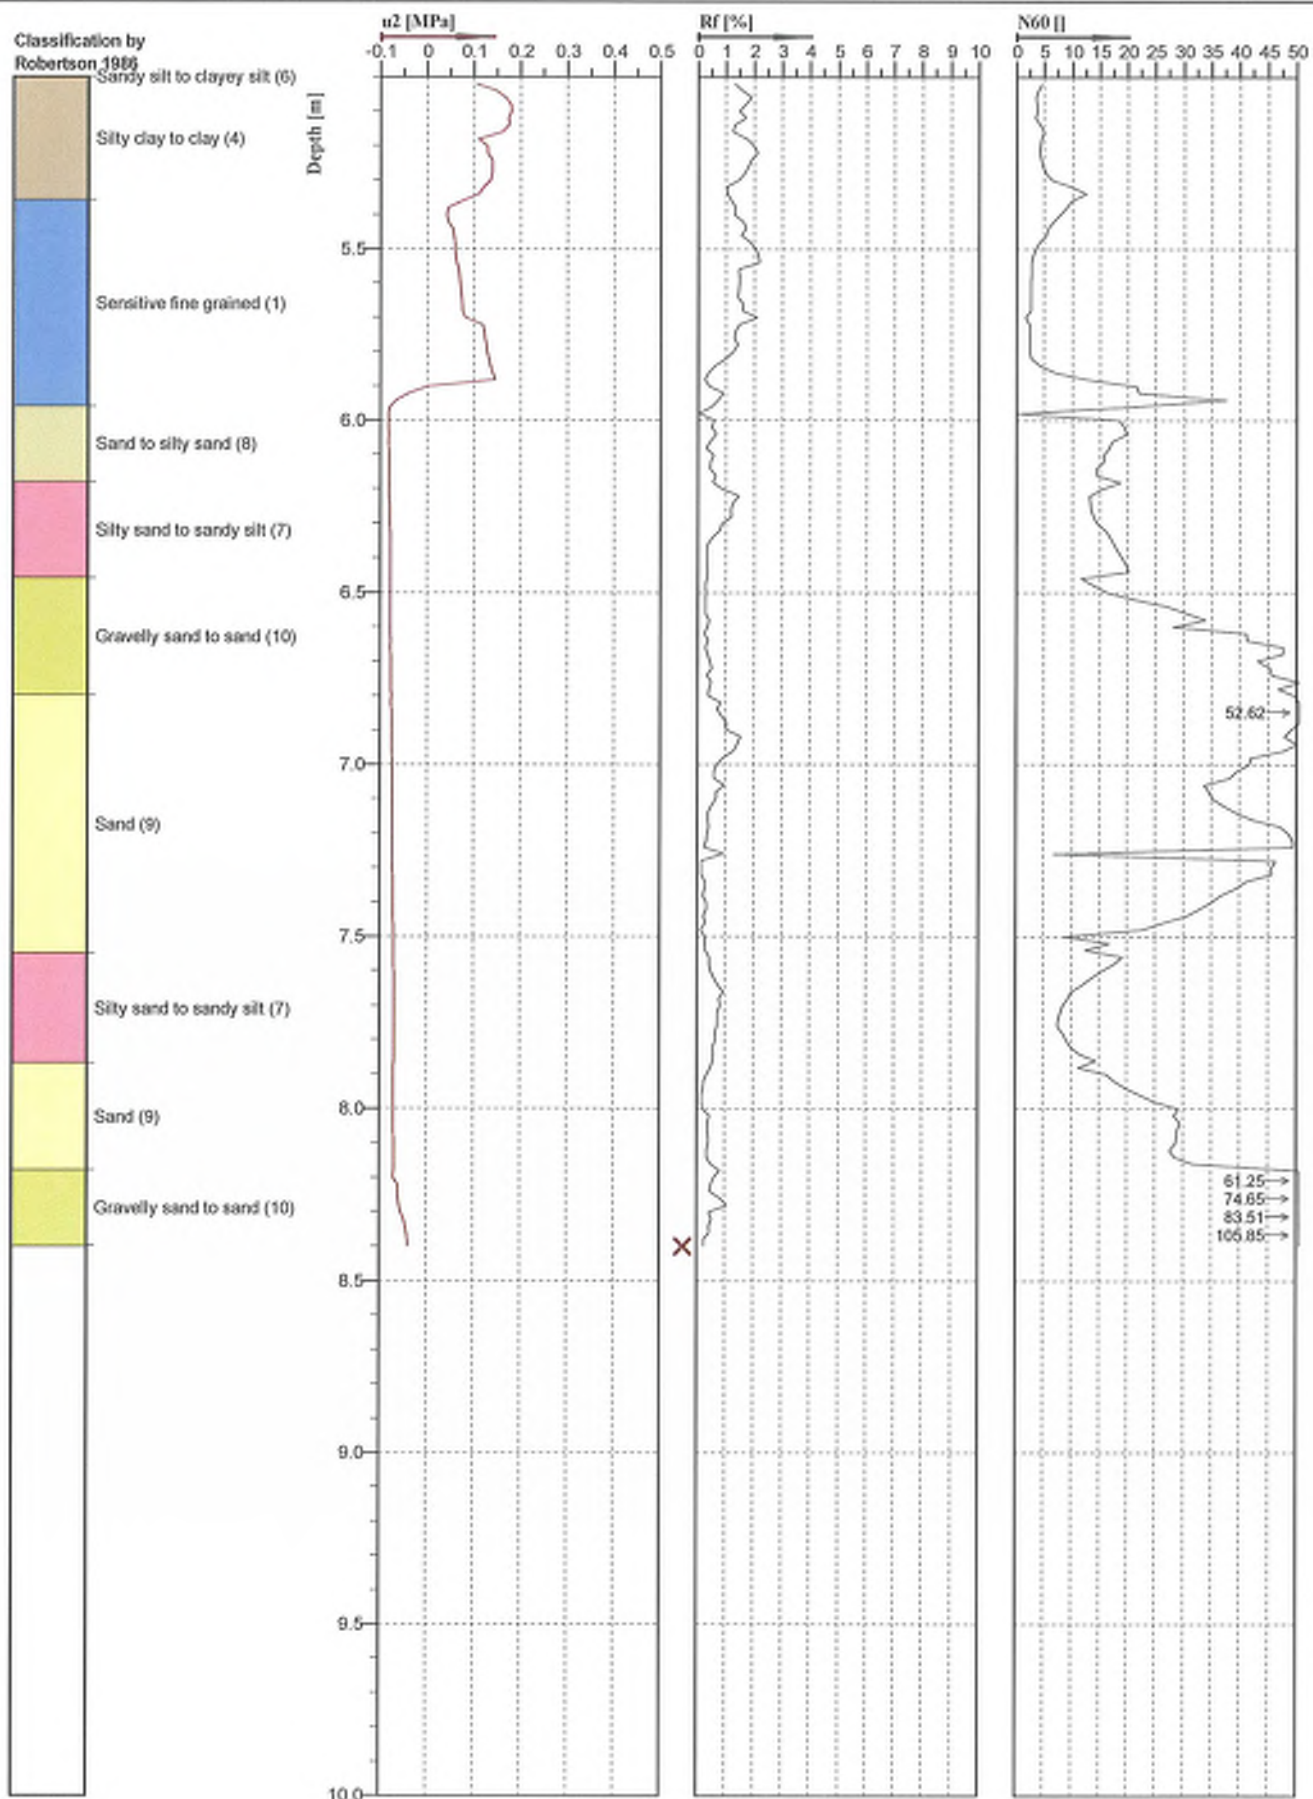 Classification by
Robertson 1986
u2 [MPa]
-0.1 0 0.1 0.2 0.3 0.4 0.5
Rf [%]
0 1 2 3 4 5 6 7 8 9 10
N60 []
0 5 10 15 20 25 30 35 40 45 50
Depth [m]
Sandy silt to clayey silt (6)
Silty clay to clay (4)
5.5
Sensitive fine grained (1)
6.0
Sand to silty sand (8)
Silty sand to sandy silt (7)
6.5
Gravelly sand to sand (10)
52.62
7.0
Sand (9)
7.5
Silty sand to sandy silt (7)
8.0
Sand (9)
61.25
74.65
83.51
105.85
Gravelly sand to sand (10)
8.5
9.0
9.5
10.0